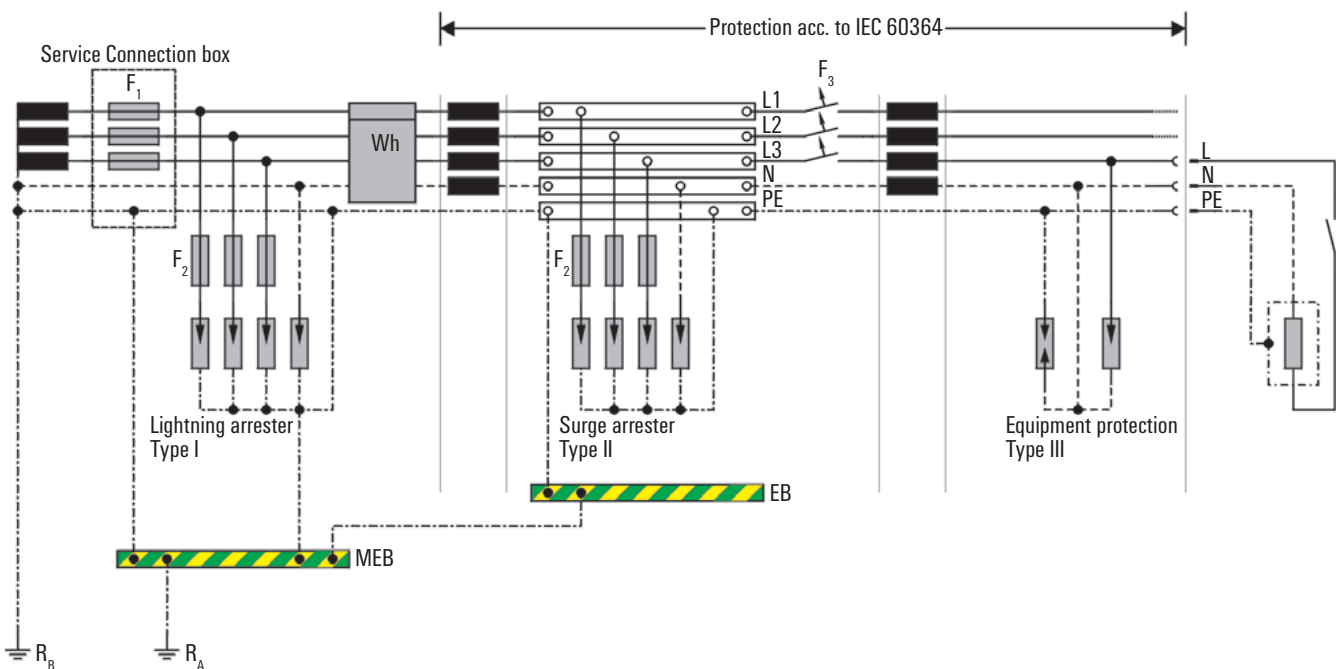 Protection acc. to IEC 60364
Service Connection box
F1
F3
L1
L2
L3
N
PE
Wh
L
N
PE
F2
F2
Lightning arrester
Type I
Surge arrester
Type II
Equipment protection
Type III
EB
MEB
RB
RA